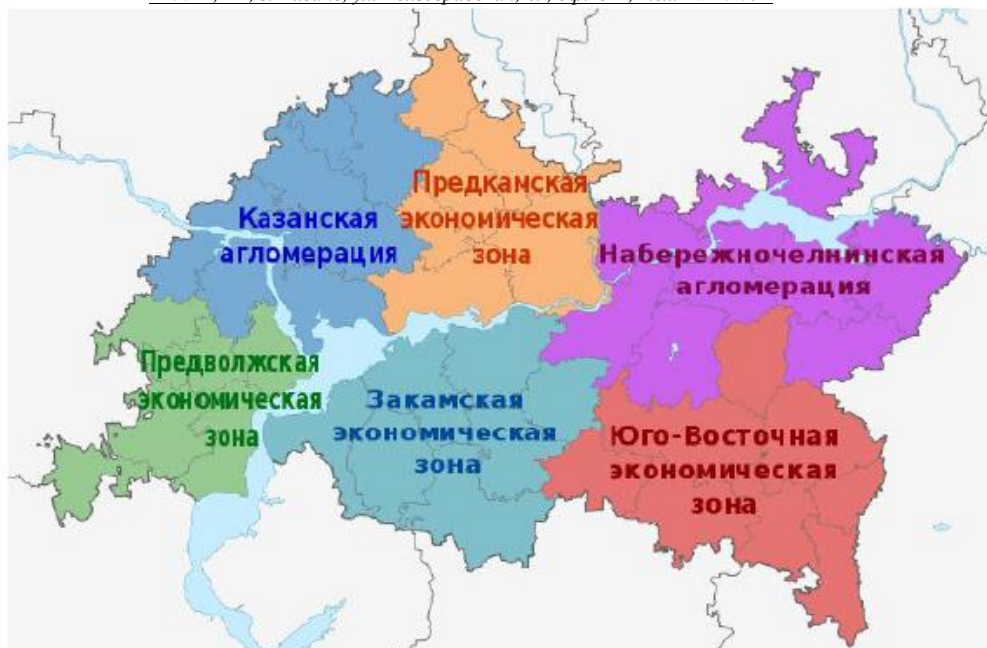 Казанская
агломерация
Предкамская
экономическая
зона
Набережночелнинская
агломерация
Предволжская
экономическая
зона
Закамская
экономическая
зона
Юго-Восточная
экономическая
зона